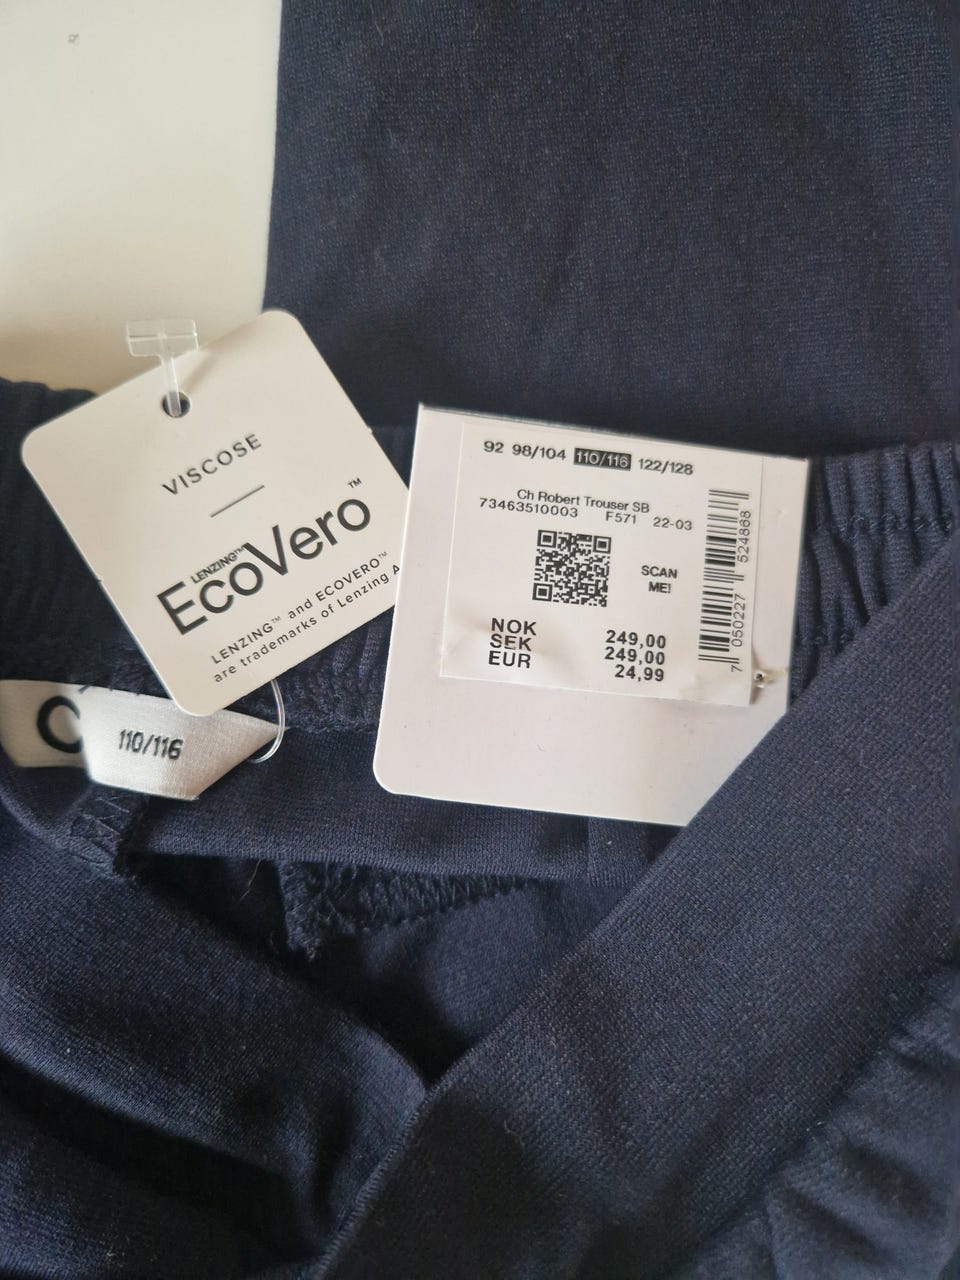 VISCOSE
LENZING™
EcoVero™
LENZING™ and ECOVERO™
are trademarks of Lenzing
110/116
92 98/104 110/116 122/128
Ch Robert Trouser SB
73463510003 F571 22-03
SCAN
ME!
NOK 249,00
SEK 249,00
EUR 24,99
7 050227 524868